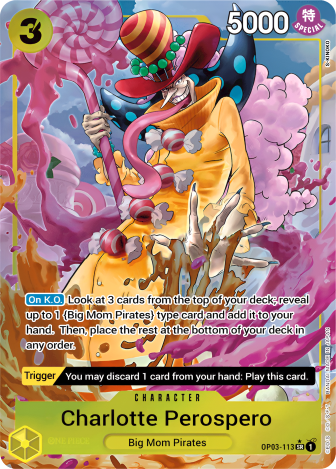 3
5000
特
SPECIAL
On K.O. Look at 3 cards from the top of your deck; reveal
up to 1 {Big Mom Pirates} type card and add it to your
hand. Then, place the rest at the bottom of your deck in
any order.
Trigger You may discard 1 card from your hand: Play this card.
CHARACTER
Charlotte Perospero
Big Mom Pirates
OP03-113 SR 1